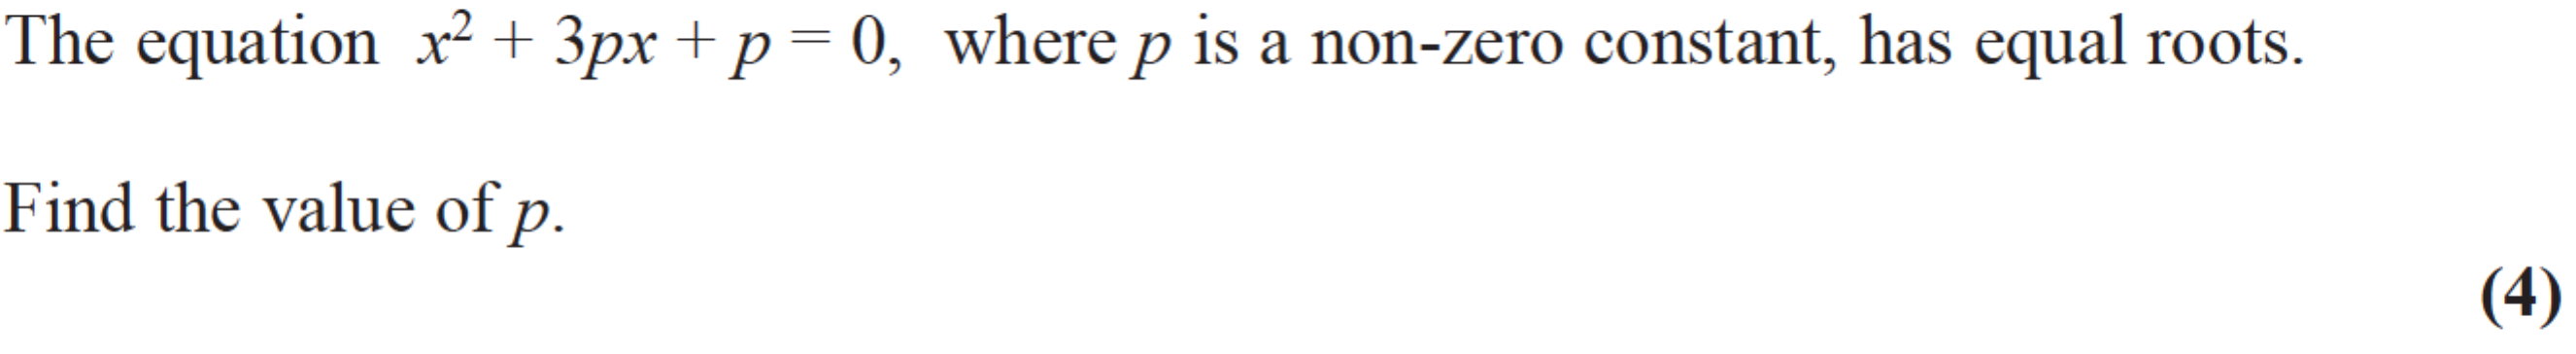 The equation x² + 3px + p = 0, where p is a non-zero constant, has equal roots.
Find the value of p.
(4)